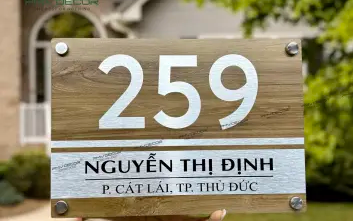 259
NGUYỄN THỊ ĐỊNH
P. CÁT LÁI, TP. THỦ ĐỨC